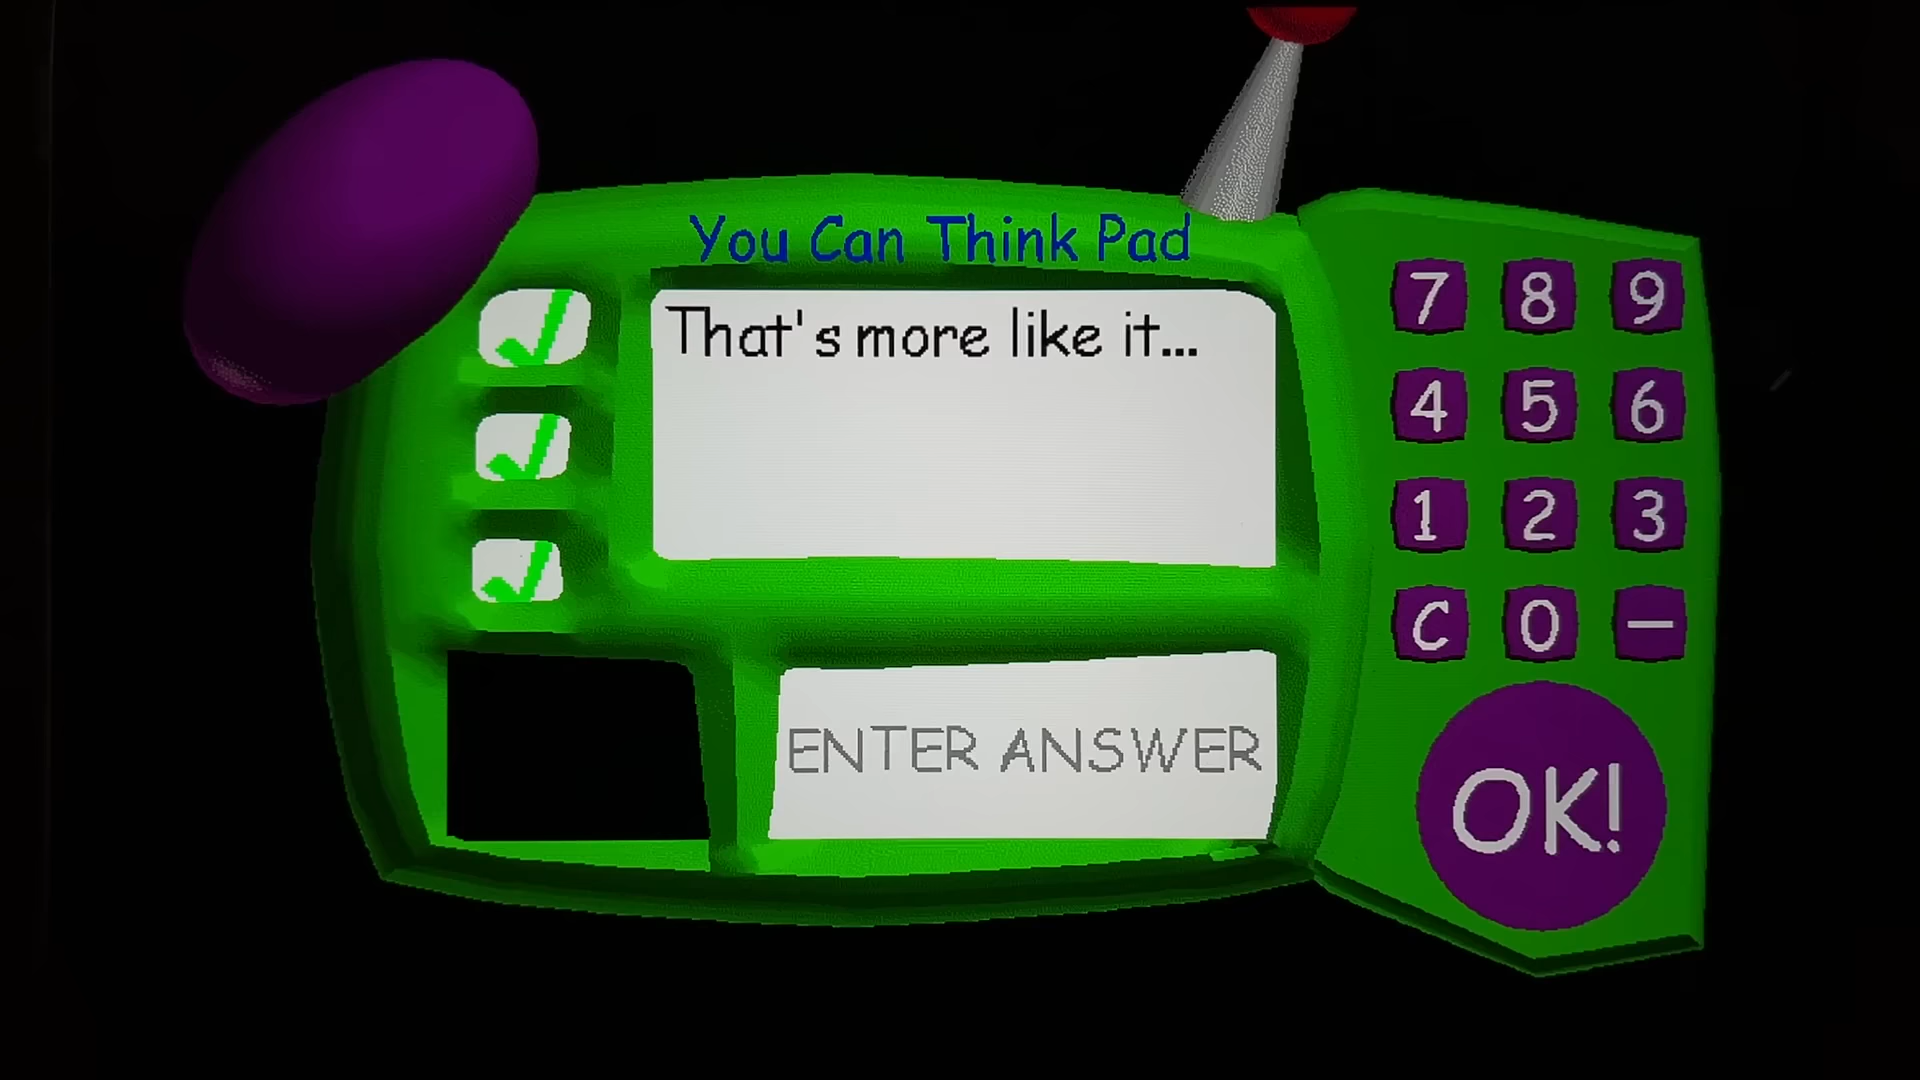 You Can Think Pad
That's more like it...
ENTER ANSWER
7 8 9
4 5 6
1 2 3
C 0 −
OK!